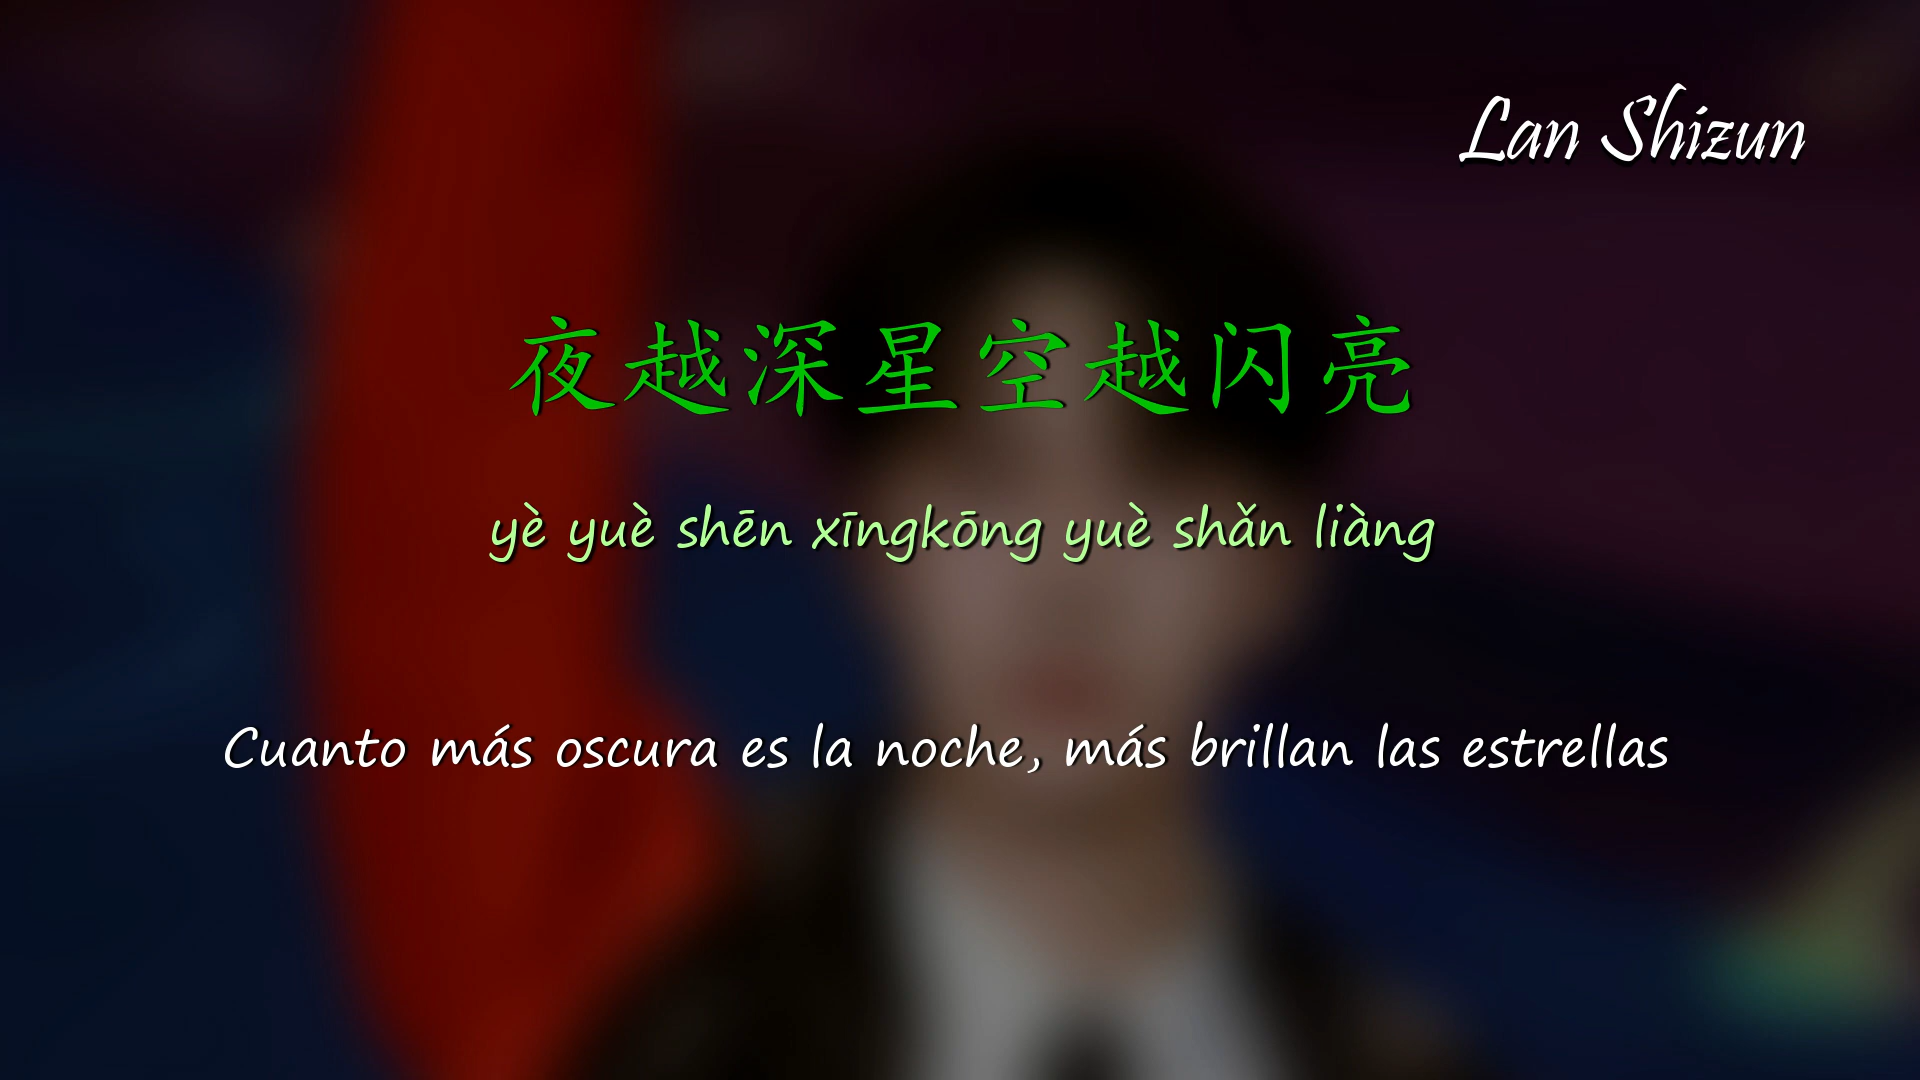 Lan Shizun
夜越深星空越闪亮
yè yuè shēn xīngkōng yuè shǎn liàng
Cuanto más oscura es la noche, más brillan las estrellas